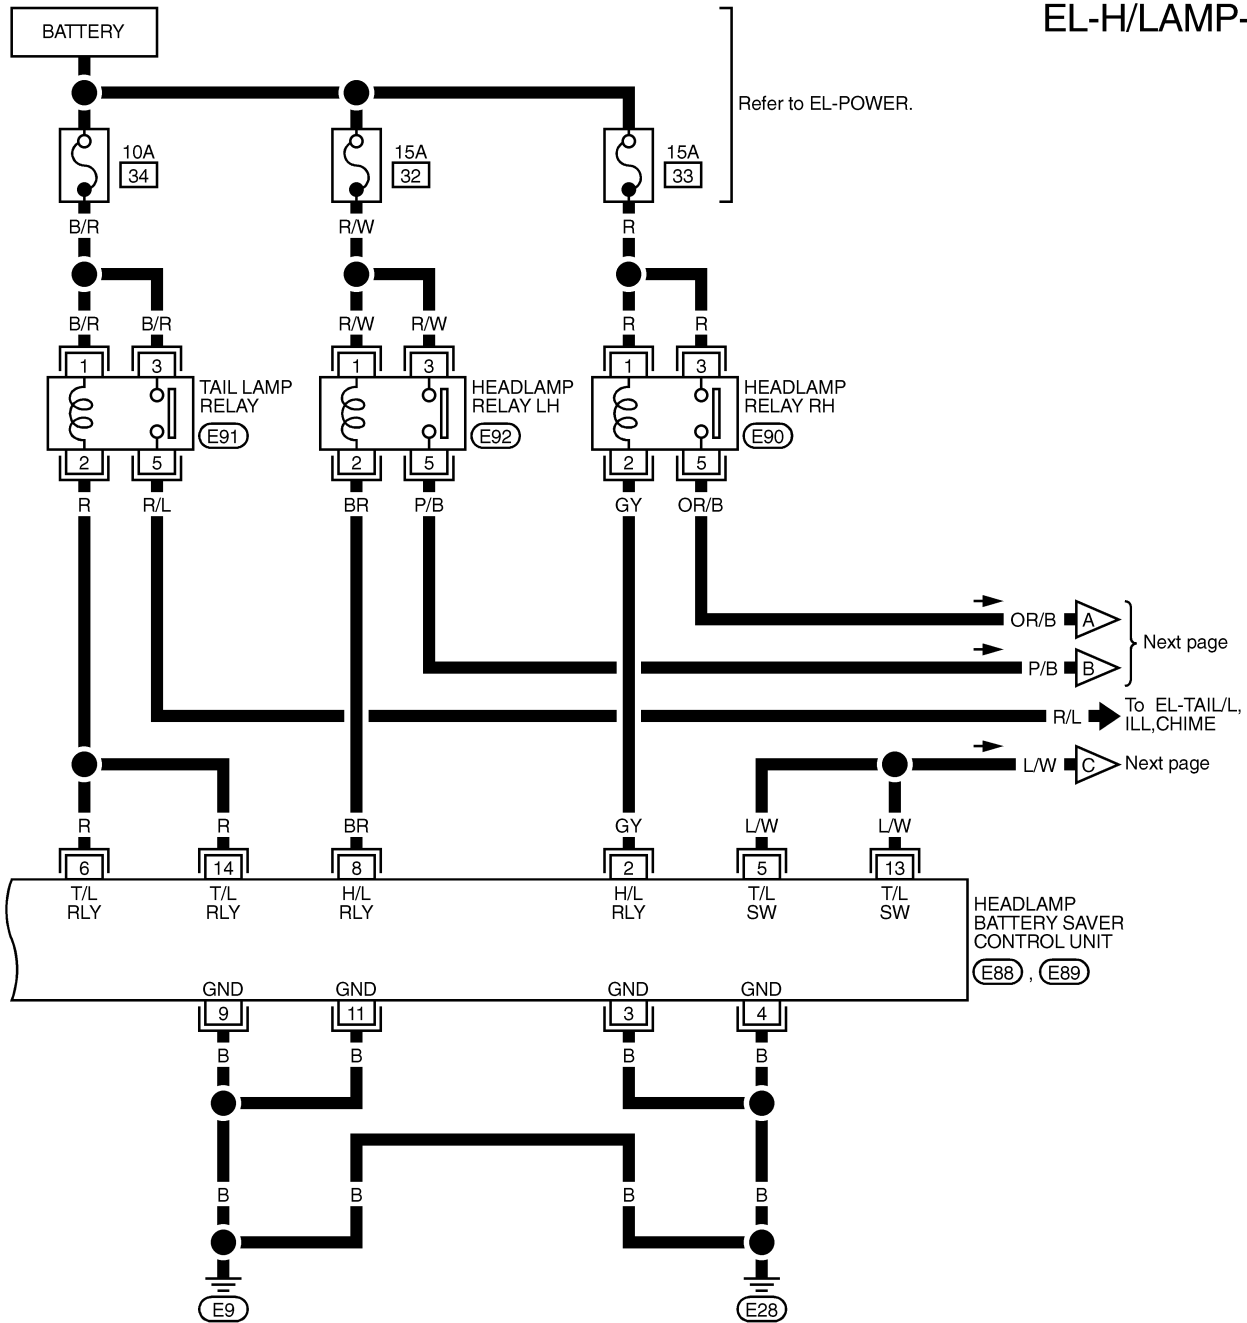 EL-H/LAMP-
BATTERY
Refer to EL-POWER.
10A
34
15A
32
15A
33
B/R
R/W
R
B/R B/R R/W R/W R R
1 3 1 3 1 3
TAIL LAMP
RELAY
E91
HEADLAMP
RELAY LH
E92
HEADLAMP
RELAY RH
E90
2 5 2 5 2 5
R R/L BR P/B GY OR/B
OR/B A
P/B B
Next page
R/L
To EL-TAIL/L,
ILL,CHIME
L/W C Next page
R R BR GY L/W L/W
6 14 8 2 5 13
T/L
RLY
T/L
RLY
H/L
RLY
H/L
RLY
T/L
SW
T/L
SW
HEADLAMP
BATTERY SAVER
CONTROL UNIT
E88 , E89
GND GND GND GND
9 11 3 4
B B B B
B B B B
E9 E28